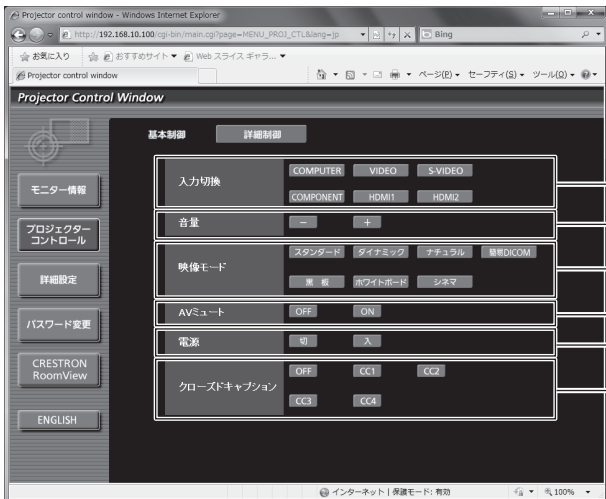 Projector control window - Windows Internet Explorer
http://192.168.10.100/cgi-bin/main.cgi?page=MENU_PROJ_CTL&lang=jp
Bing
お気に入り おすすめサイト Web スライス ギャラ...
Projector control window
ページ(P) セーフティ(S) ツール(O)
Projector Control Window
基本制御 詳細制御
モニター情報
プロジェクター
コントロール
詳細設定
パスワード変更
CRESTRON
RoomView
ENGLISH
入力切換
COMPUTER VIDEO S-VIDEO
COMPONENT HDMI1 HDMI2
音量
- +
映像モード
スタンダード ダイナミック ナチュラル 簡易DICOM
黒 板 ホワイトボード シネマ
AVミュート
OFF ON
電源
切 入
クローズドキャプション
OFF CC1 CC2
CC3 CC4
インターネット | 保護モード: 有効
100%